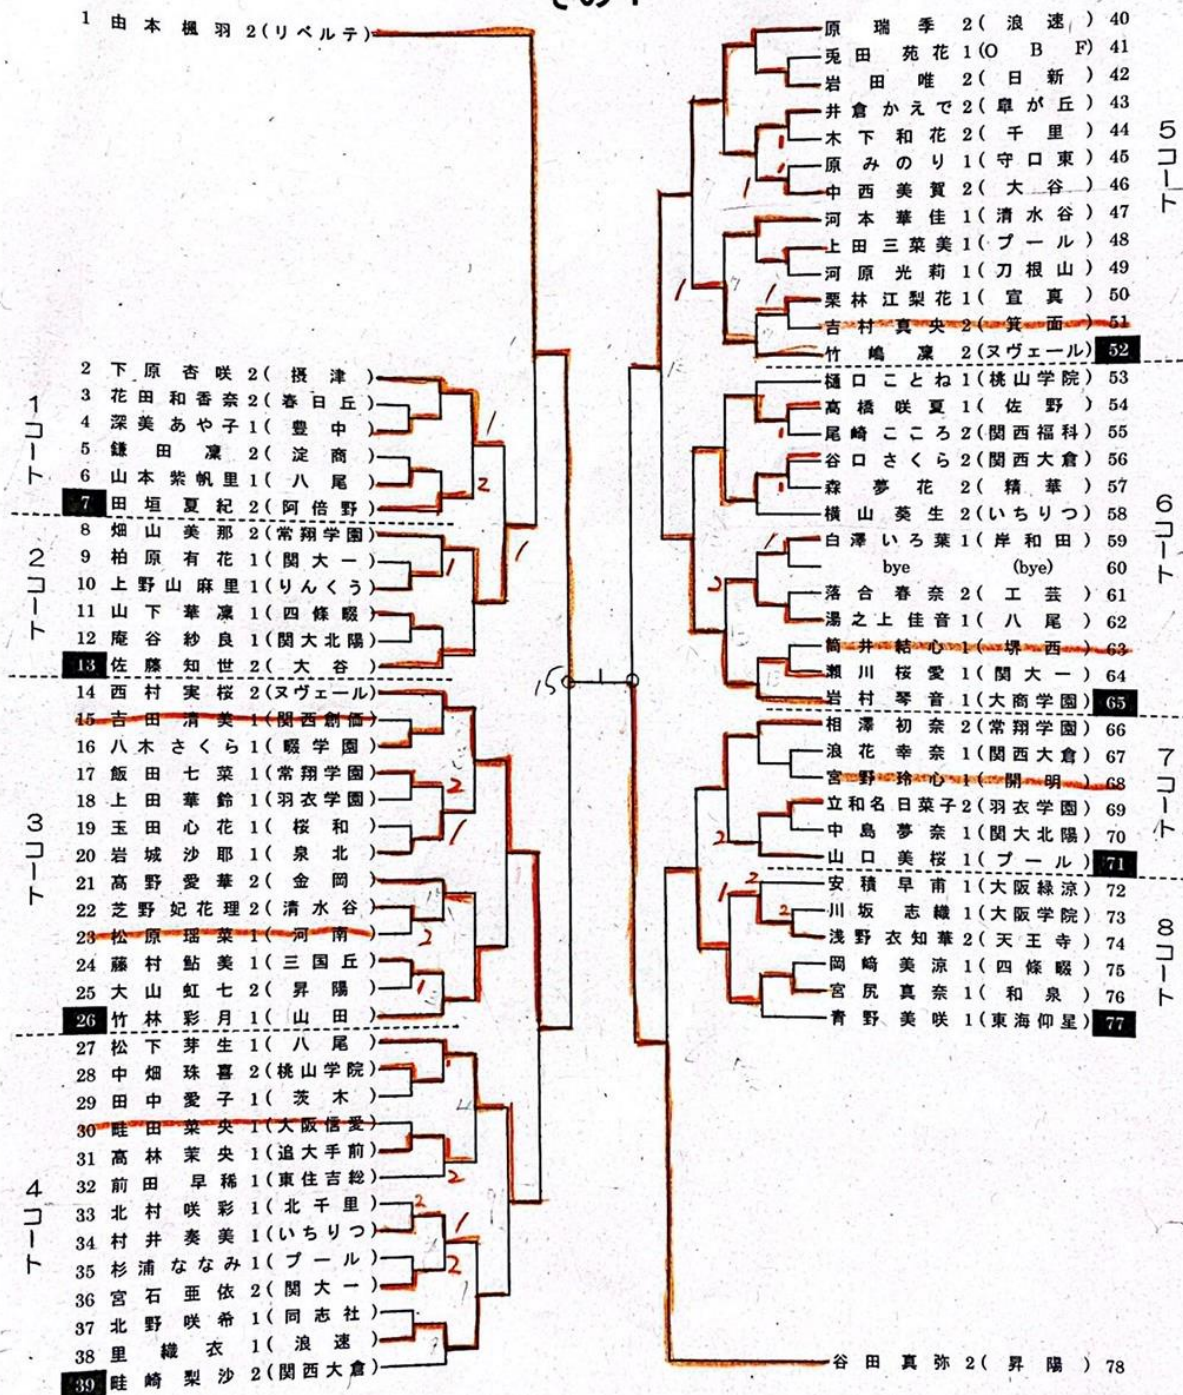 その1
1 由本楓羽 2(リベルテ)
1コート
2 下原杏咲 2(摂津)
3 花田和香奈 2(春日丘)
4 深美あや子 1(豊中)
5 鎌田凜 2(淀商)
6 山本紫帆里 1(八尾)
7 田垣夏紀 2(阿倍野)
2コート
8 畑山美那 2(常翔学園)
9 柏原有花 1(関大一)
10 上野山麻里 1(りんくう)
11 山下華凜 1(四條畷)
12 庵谷紗良 1(関大北陽)
13 佐藤知世 2(大谷)
3コート
14 西村実桜 2(ヌヴェール)
15 吉田清美 1(関西創価)
16 八木さくら 1(畷学園)
17 飯田七菜 1(常翔学園)
18 上田華鈴 1(羽衣学園)
19 玉田心花 1(桜和)
20 岩城沙耶 1(泉北)
21 高野愛華 2(金岡)
22 芝野妃花理 2(清水谷)
23 松原瑶菜 1(河南)
24 藤村鮎美 1(三国丘)
25 大山虹七 2(昇陽)
26 竹林彩月 1(山田)
4コート
27 松下芽生 1(八尾)
28 中畑珠喜 2(桃山学院)
29 田中愛子 1(茨木)
30 畦田菜央 1(大阪信愛)
31 高林茉央 1(追大手前)
32 前田早稀 1(東住吉総)
33 北村咲彩 1(北千里)
34 村井奏美 1(いちりつ)
35 杉浦ななみ 1(プール)
36 宮石亜依 2(関大一)
37 北野咲希 1(同志社)
38 里織衣 1(浪速)
39 畦崎梨沙 2(関西大倉)
5コート
原瑞季 2(浪速) 40
兎田苑花 1(OBF) 41
岩田唯 2(日新) 42
井倉かえで 2(皐が丘) 43
木下和花 2(千里) 44
原みのり 1(守口東) 45
中西美賀 2(大谷) 46
河本華佳 1(清水谷) 47
上田三菜美 1(プール) 48
河原光莉 1(刀根山) 49
栗林江梨花 1(宣真) 50
吉村真央 2(箕面) 51
竹嶋凜 2(ヌヴェール) 52
6コート
樋口ことね 1(桃山学院) 53
高橋咲夏 1(佐野) 54
尾崎こころ 2(関西福科) 55
谷口さくら 2(関西大倉) 56
森夢花 2(精華) 57
横山葵生 2(いちりつ) 58
白澤いろ葉 1(岸和田) 59
bye (bye) 60
落合春奈 2(工芸) 61
湯之上佳音 1(八尾) 62
筒井結心 1(堺西) 63
瀬川桜愛 1(関大一) 64
岩村琴音 1(大商学園) 65
7コート
相澤初奈 2(常翔学園) 66
浪花幸奈 1(関西大倉) 67
宮野玲心 1(開明) 68
立和名日菜子 2(羽衣学園) 69
中島夢奈 1(関大北陽) 70
山口美桜 1(プール) 71
8コート
安積早甫 1(大阪緑涼) 72
川坂志織 1(大阪学院) 73
浅野衣知華 2(天王寺) 74
岡﨑美涼 1(四條畷) 75
宮尻真奈 1(和泉) 76
青野美咲 1(東海仰星) 77
谷田真弥 2(昇陽) 78